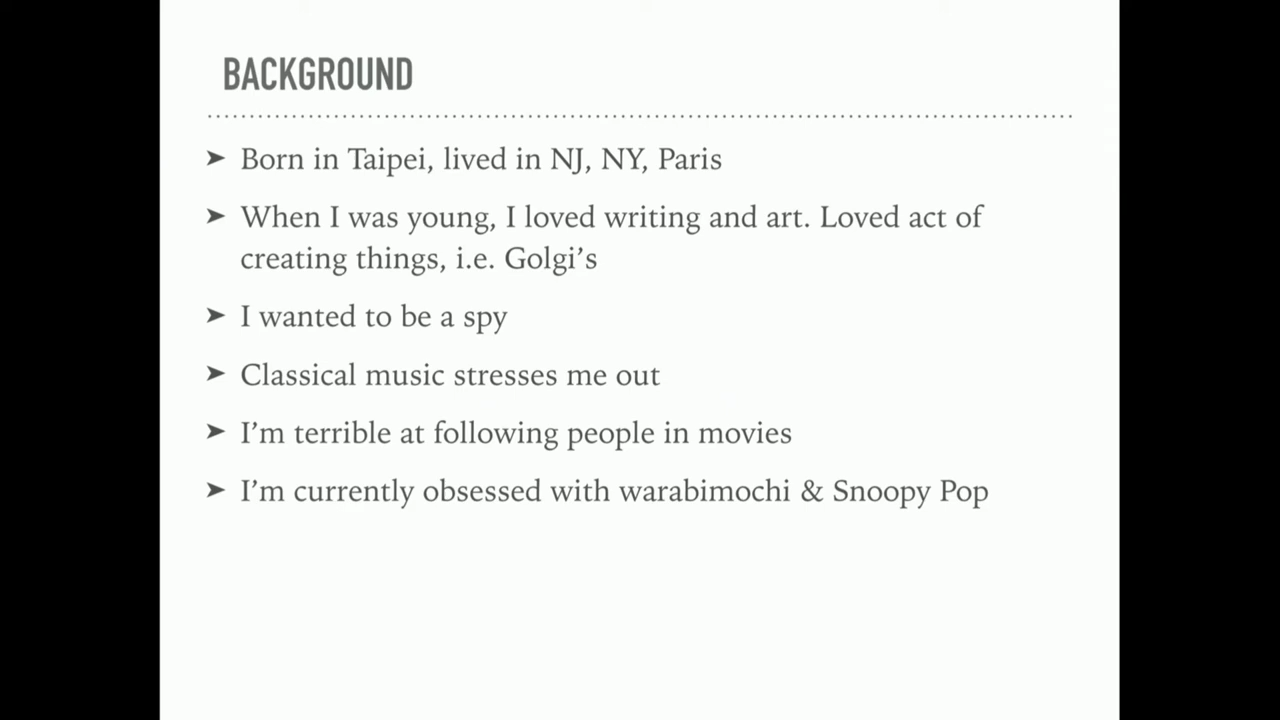 BACKGROUND
➤ Born in Taipei, lived in NJ, NY, Paris
➤ When I was young, I loved writing and art. Loved act of
creating things, i.e. Golgi’s
➤ I wanted to be a spy
➤ Classical music stresses me out
➤ I’m terrible at following people in movies
➤ I’m currently obsessed with warabimochi & Snoopy Pop